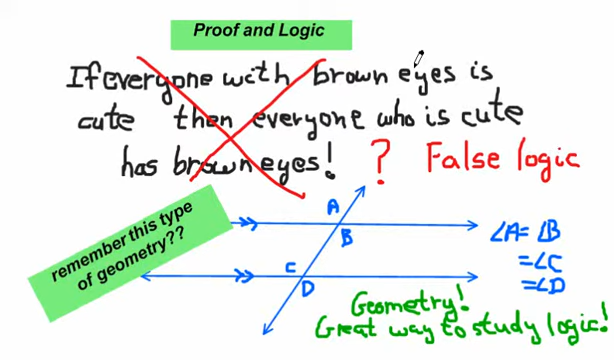 Proof and Logic
If everyone with brown eyes is
cute then everyone who is cute
has brown eyes!
? False logic
remember this type
of geometry??
A
B
C
D
∠A = ∠B
= ∠C
= ∠D
Geometry!
Great way to study logic!